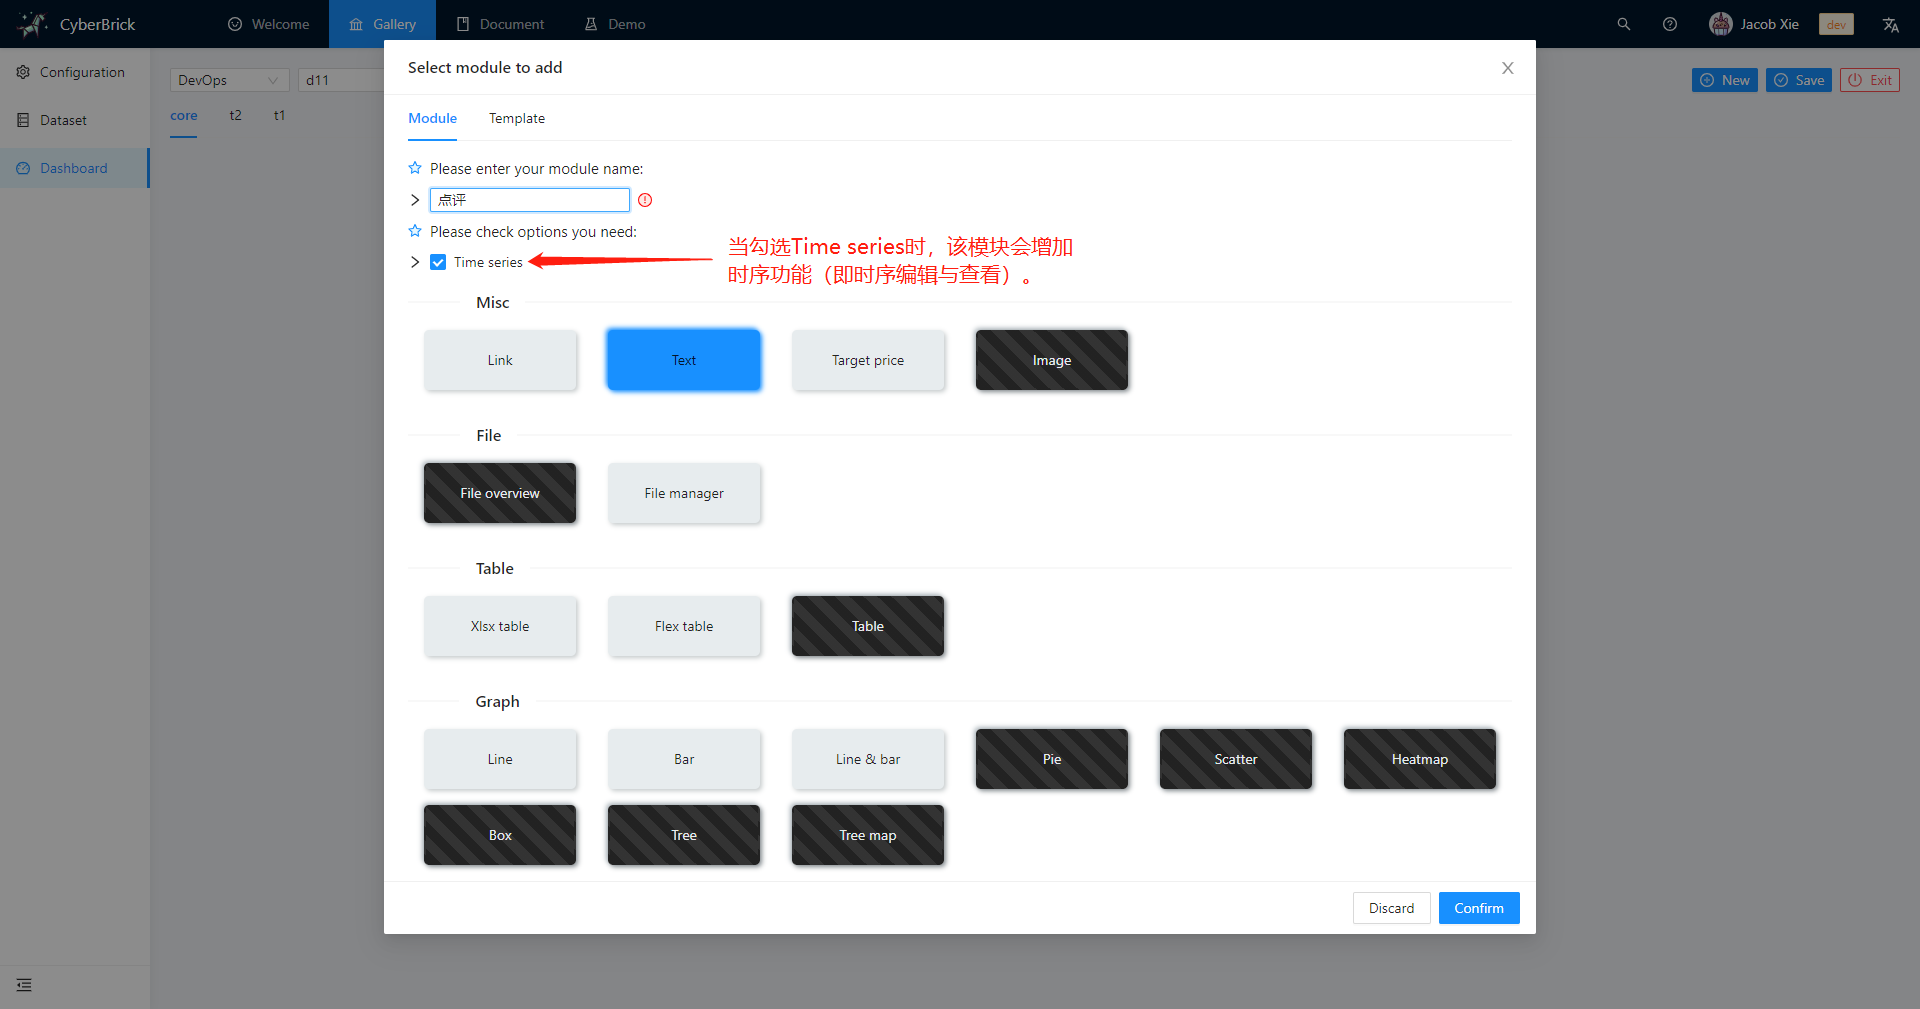 CyberBrick
Welcome
Gallery
Document
Demo
Jacob Xie
dev
Configuration
Dataset
Dashboard
DevOps
d11
New
Save
Exit
core
t2
t1
Select module to add
Module
Template
Please enter your module name:
点评
Please check options you need:
Time series
当勾选Time series时，该模块会增加
时序功能（即时序编辑与查看）。
Misc
Link
Text
Target price
Image
File
File overview
File manager
Table
Xlsx table
Flex table
Table
Graph
Line
Bar
Line & bar
Pie
Scatter
Heatmap
Box
Tree
Tree map
Discard
Confirm